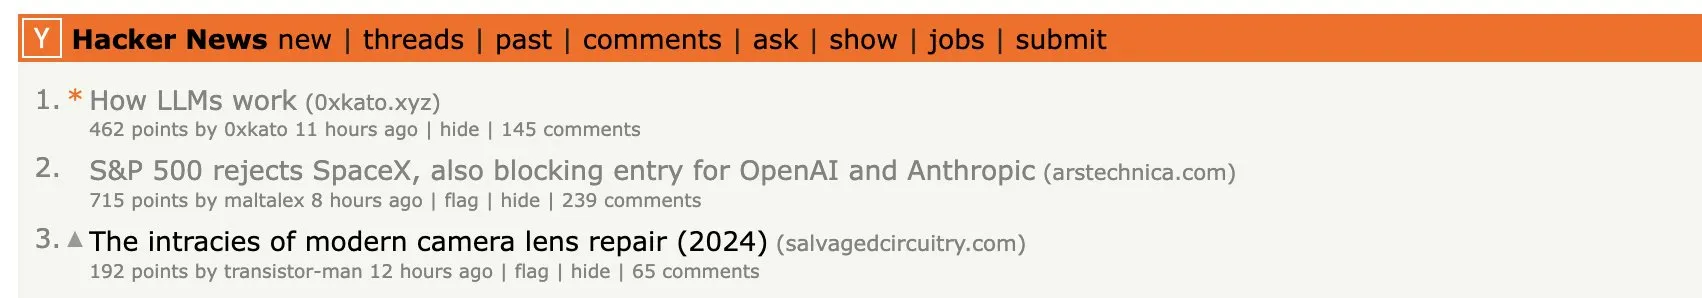 Y Hacker News new | threads | past | comments | ask | show | jobs | submit
1. * How LLMs work (0xkato.xyz)
462 points by 0xkato 11 hours ago | hide | 145 comments
2. S&P 500 rejects SpaceX, also blocking entry for OpenAI and Anthropic (arstechnica.com)
715 points by maltalex 8 hours ago | flag | hide | 239 comments
3. ▲ The intracies of modern camera lens repair (2024) (salvagedcircuitry.com)
192 points by transistor-man 12 hours ago | flag | hide | 65 comments